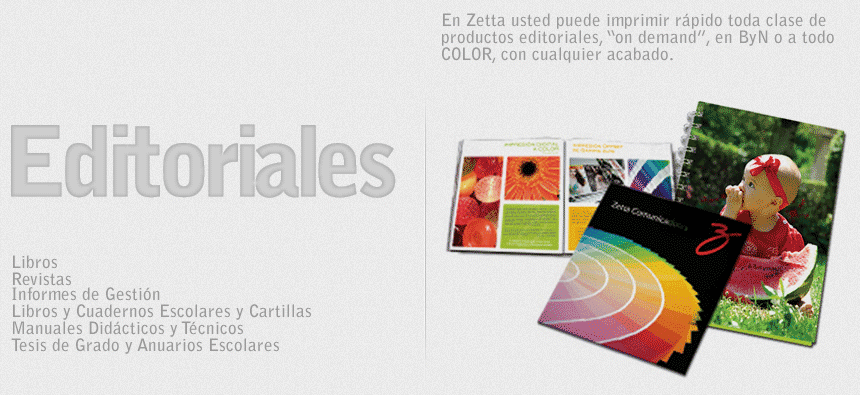 En Zetta usted puede imprimir rápido toda clase de
productos editoriales, “on demand”, en ByN o a todo
COLOR, con cualquier acabado.
Editoriales
Libros
Revistas
Informes de Gestión
Libros y Cuadernos Escolares y Cartillas
Manuales Didácticos y Técnicos
Tesis de Grado y Anuarios Escolares
IMPRESIÓN DIGITAL
A COLOR
IMPRESIÓN OFFSET
Zetta Comunicadores